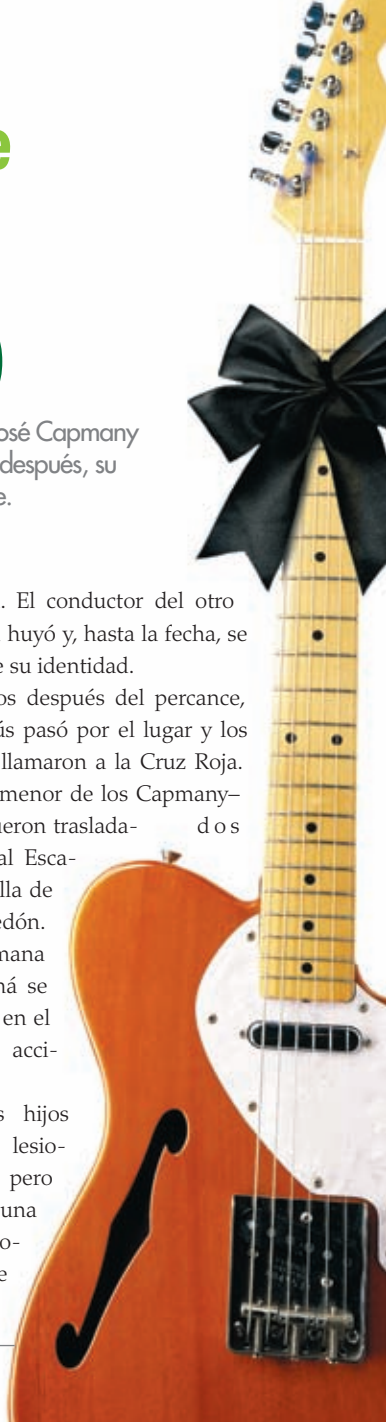 e
osé Capmany
después, su
e.
. El conductor del otro
huyó y, hasta la fecha, se
e su identidad.
os después del percance,
ús pasó por el lugar y los
llamaron a la Cruz Roja.
menor de los Capmany–
ueron traslada- dos
al Esca-
lla de
edón.
mana
ná se
en el
acci-
s hijos
lesio-
pero
una
o-
e